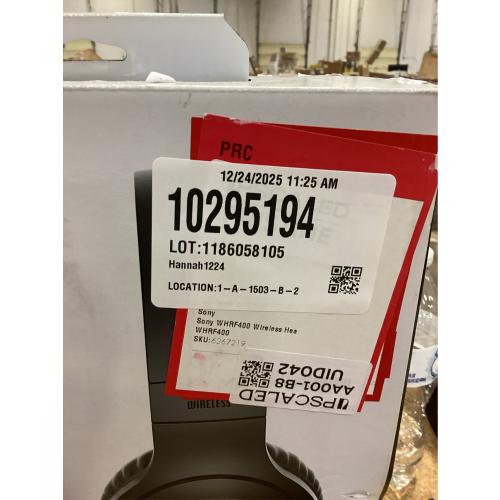 PRC
12/24/2025 11:25 AM
10295194
LOT:1186058105
Hannah1224
LOCATION:1-A-1503-B-2
Sony
Sony WHRF400 Wireless Hea
WHRF400
SKU:6267219
UPSCALED
AA001-B8
UID042
WIRELESS